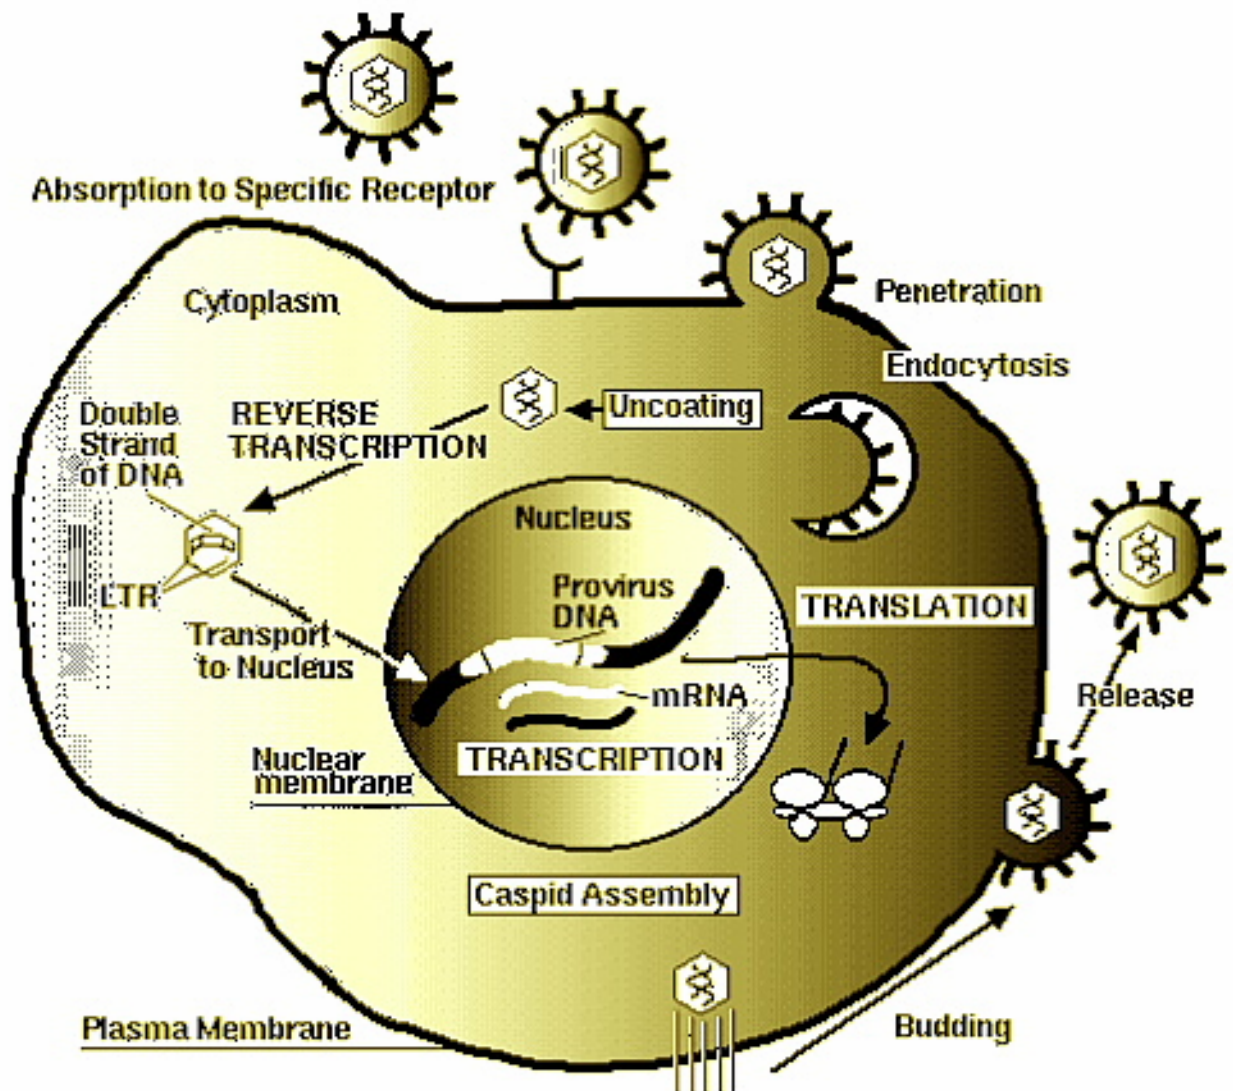 Absorption to Specific Receptor
Cytoplasm
Penetration
Endocytosis
Uncoating
Double
Strand
of DNA
REVERSE
TRANSCRIPTION
Nucleus
LTR
Provirus
DNA
TRANSLATION
Transport
to Nucleus
mRNA
Release
TRANSCRIPTION
Nuclear
membrane
Caspid Assembly
Plasma Membrane
Budding